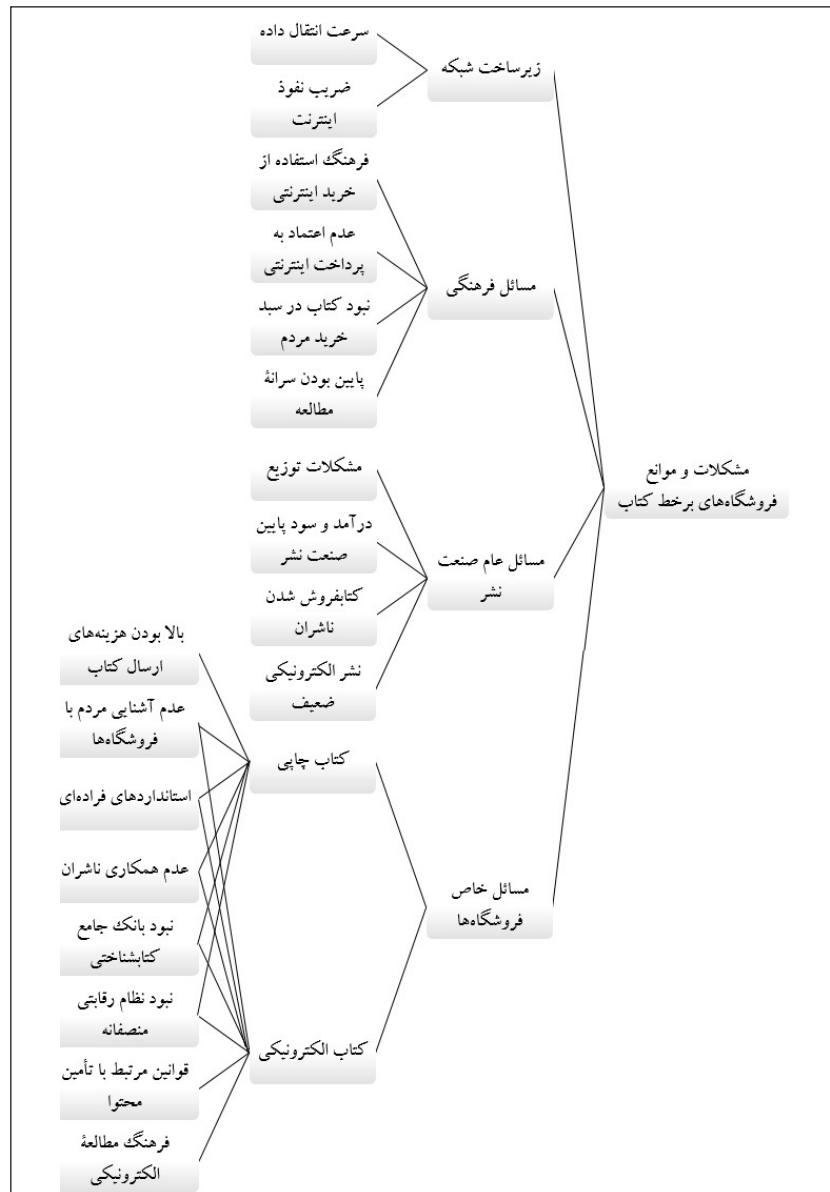 مشکلات و موانع
فروشگاه‌های برخط کتاب
زیرساخت شبکه
سرعت انتقال داده
ضریب نفوذ
اینترنت
مسائل فرهنگی
فرهنگ استفاده از
خرید اینترنتی
عدم اعتماد به
پرداخت اینترنتی
نبود کتاب در سبد
خرید مردم
پایین بودن سرانۀ
مطالعه
مسائل عام صنعت
نشر
مشکلات توزیع
درآمد و سود پایین
صنعت نشر
کتابفروش شدن
ناشران
نشر الکترونیکی
ضعیف
مسائل خاص
فروشگاه‌ها
کتاب چاپی
کتاب الکترونیکی
بالا بودن هزینه‌های
ارسال کتاب
عدم آشنایی مردم با
فروشگاه‌ها
استانداردهای فراده‌ای
عدم همکاری ناشران
نبود بانک جامع
کتابشناختی
نبود نظام رقابتی
منصفانه
قوانین مرتبط با تأمین
محتوا
فرهنگ مطالعۀ
الکترونیکی